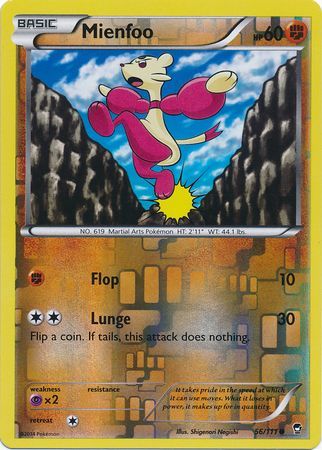 BASIC
Mienfoo
HP 60
NO. 619 Martial Arts Pokémon HT: 2'11" WT: 44.1 lbs.
Flop 10
Lunge 30
Flip a coin. If tails, this attack does nothing.
weakness resistance
×2
retreat
It takes pride in the speed at which
it can use moves. What it loses in
power, it makes up for in quantity.
Illus. Shigenori Negishi
56/111
©2014 Pokémon